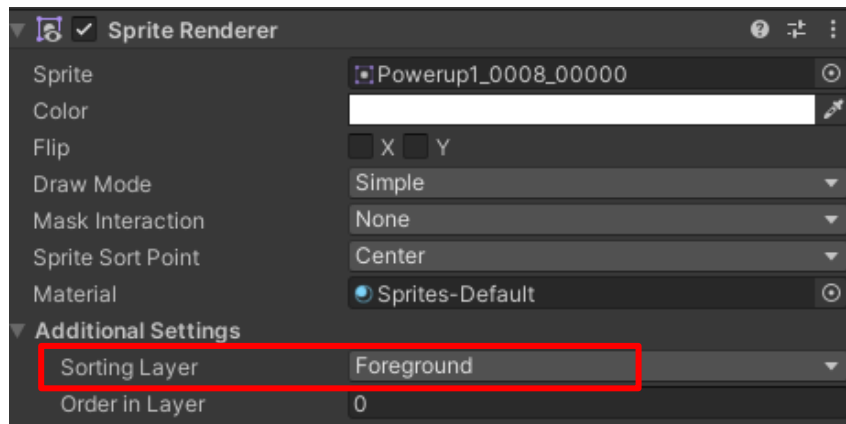 Sprite Renderer
Sprite Powerup1_0008_00000
Color
Flip X Y
Draw Mode Simple
Mask Interaction None
Sprite Sort Point Center
Material Sprites-Default
Additional Settings
Sorting Layer Foreground
Order in Layer 0